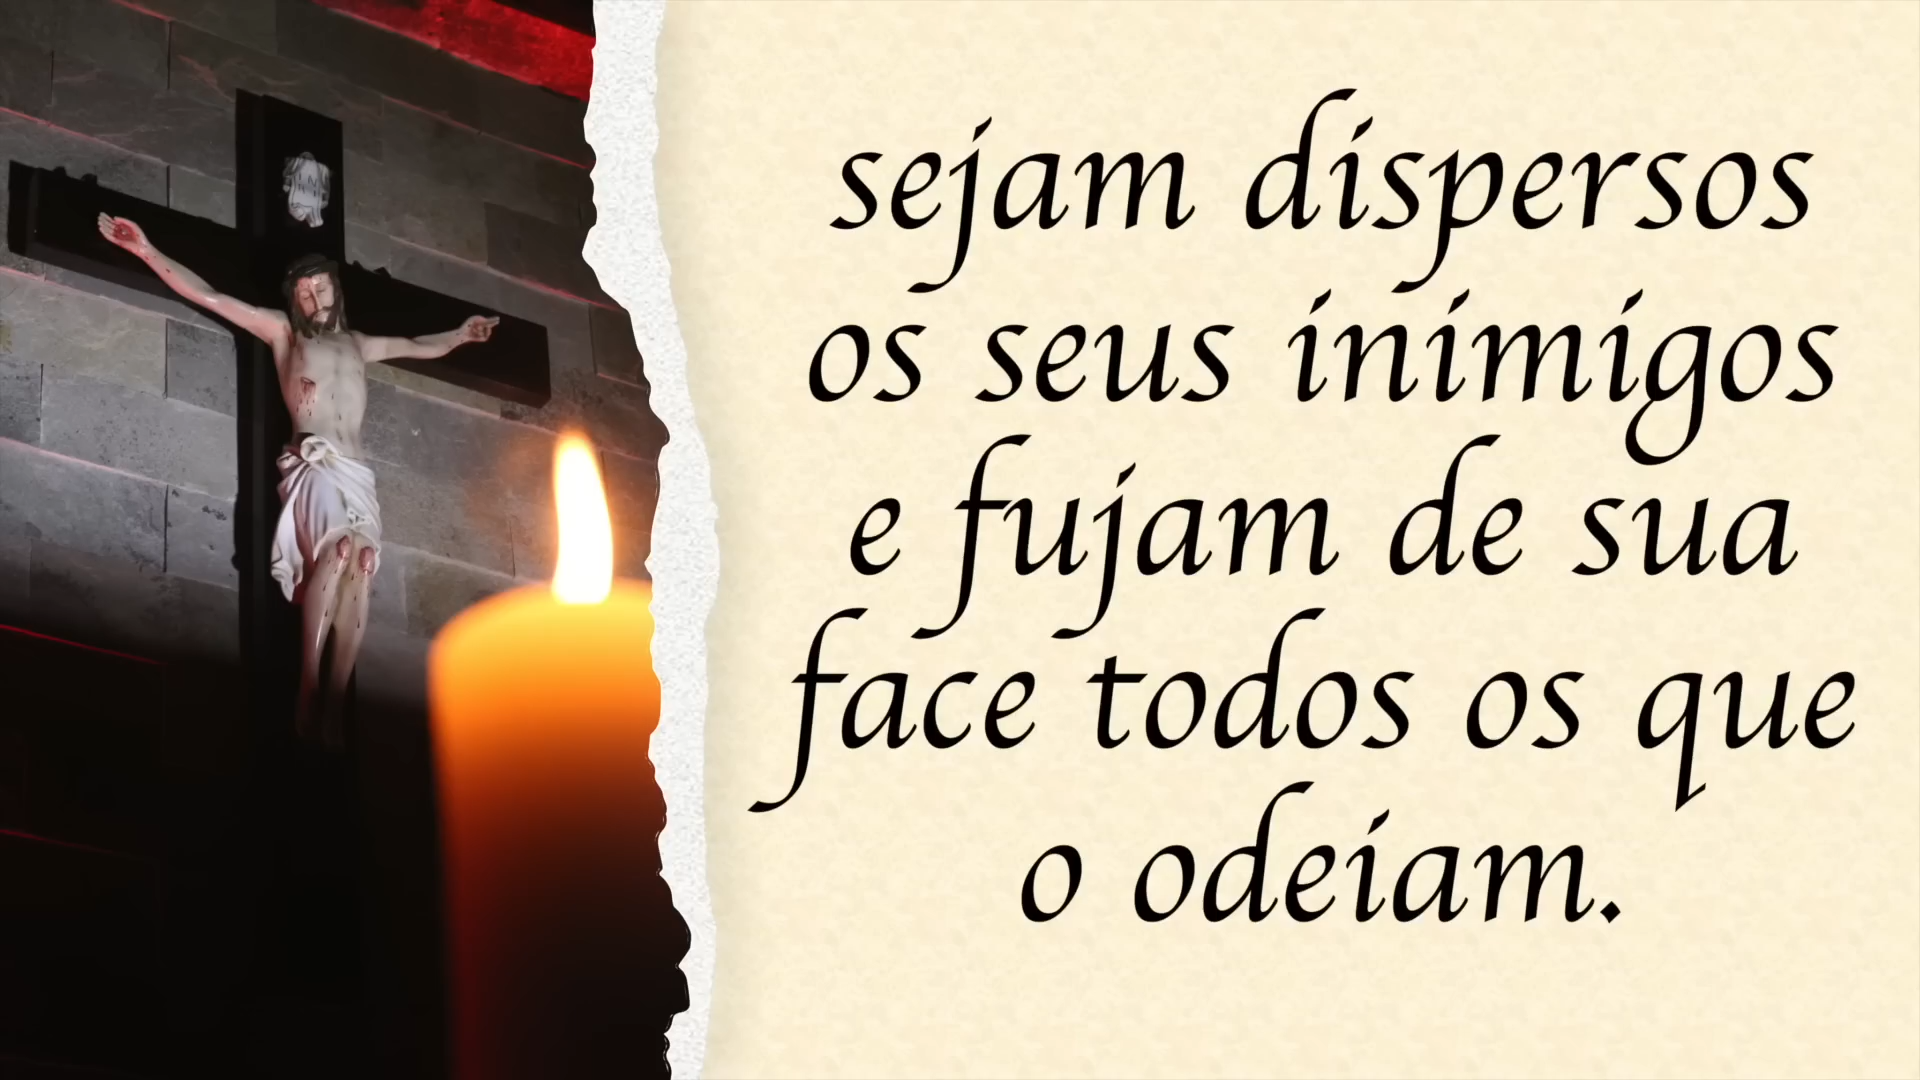 sejam dispersos
os seus inimigos
e fujam de sua
face todos os que
o odeiam.